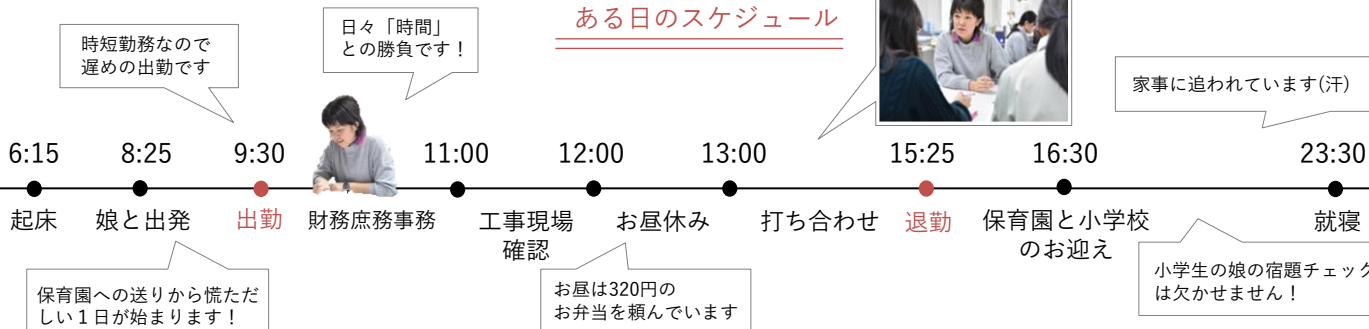 ある日のスケジュール
時短勤務なので
遅めの出勤です
日々「時間」
との勝負です！
家事に追われています(汗)
6:15
8:25
9:30
11:00
12:00
13:00
15:25
16:30
23:30
起床
娘と出発
出勤
財務庶務事務
工事現場
確認
お昼休み
打ち合わせ
退勤
保育園と小学校
のお迎え
就寝
保育園への送りから慌ただ
しい１日が始まります！
お昼は320円の
お弁当を頼んでいます
小学生の娘の宿題チェック
は欠かせません！